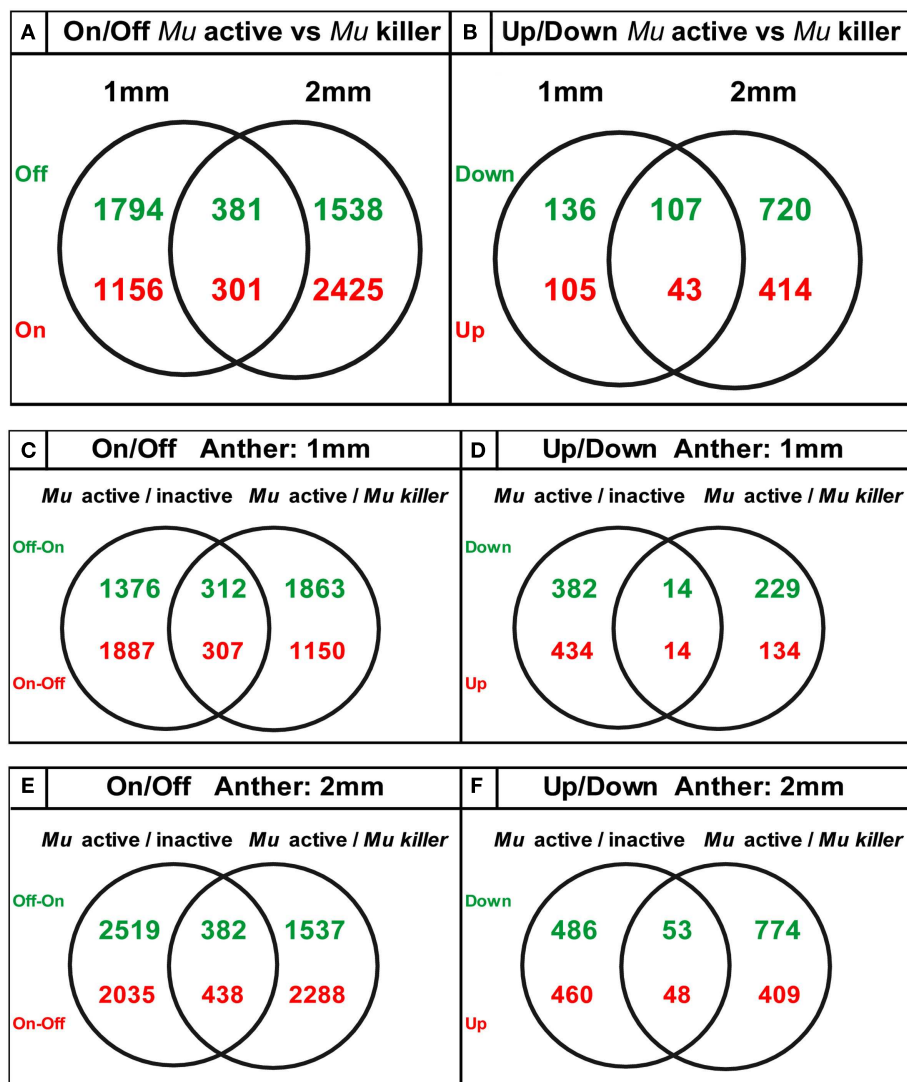 A On/Off Mu active vs Mu killer
1mm 2mm
Off
1794 381 1538
1156 301 2425
On
B Up/Down Mu active vs Mu killer
1mm 2mm
Down
136 107 720
105 43 414
Up
C On/Off Anther: 1mm
Mu active / inactive Mu active / Mu killer
Off-On
1376 312 1863
1887 307 1150
On-Off
D Up/Down Anther: 1mm
Mu active / inactive Mu active / Mu killer
Down
382 14 229
434 14 134
Up
E On/Off Anther: 2mm
Mu active / inactive Mu active / Mu killer
Off-On
2519 382 1537
2035 438 2288
On-Off
F Up/Down Anther: 2mm
Mu active / inactive Mu active / Mu killer
Down
486 53 774
460 48 409
Up